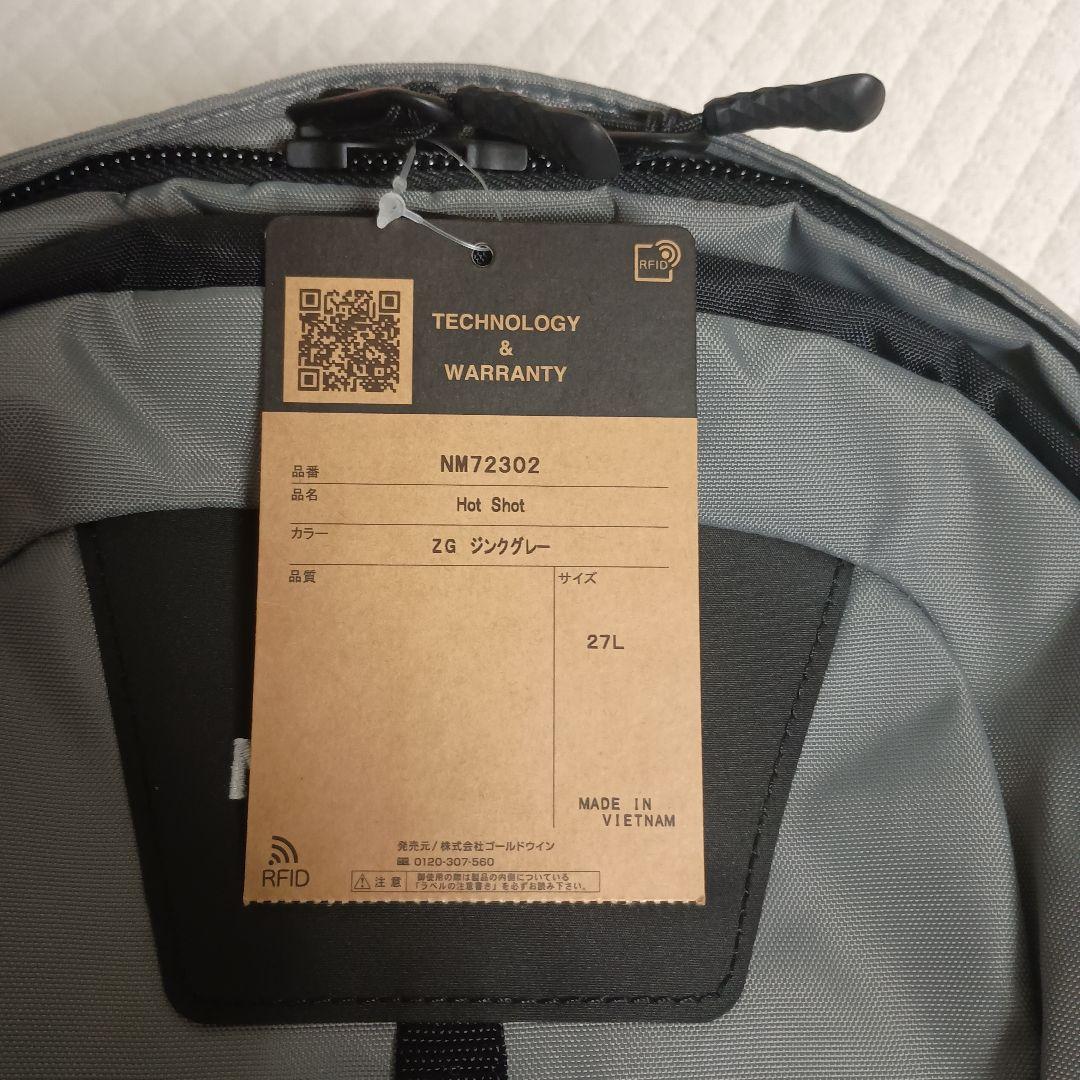 RFID
TECHNOLOGY
&
WARRANTY
品番 NM72302
品名 Hot Shot
カラー ZG ジンクグレー
品質
サイズ
27L
MADE IN
VIETNAM
発売元/株式会社ゴールドウイン
0120-307-560
RFID
注意 御使用の際は製品の内側についている
「ラベルの注意書き」を必ずお読み下さい。